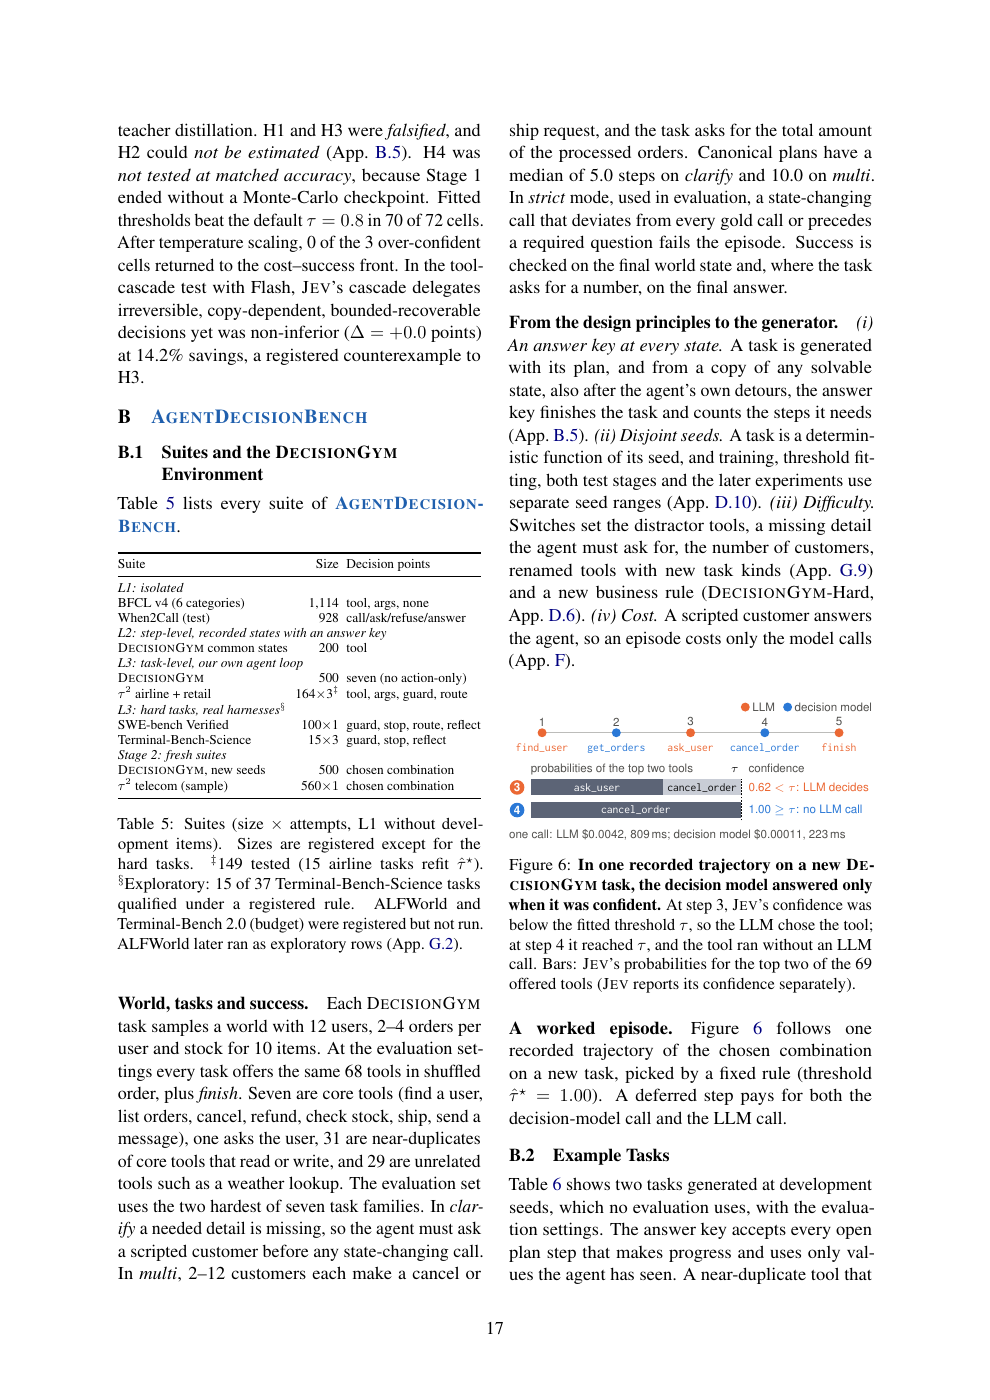 teacher distillation. H1 and H3 were falsified, and
H2 could not be estimated (App. B.5). H4 was
not tested at matched accuracy, because Stage 1
ended without a Monte-Carlo checkpoint. Fitted
thresholds beat the default τ = 0.8 in 70 of 72 cells.
After temperature scaling, 0 of the 3 over-confident
cells returned to the cost–success front. In the tool-
cascade test with Flash, JEV's cascade delegates
irreversible, copy-dependent, bounded-recoverable
decisions yet was non-inferior (Δ = +0.0 points)
at 14.2% savings, a registered counterexample to
H3.
B AGENTDECISIONBENCH
B.1 Suites and the DECISIONGYM
Environment
Table 5 lists every suite of AGENTDECISION-
BENCH.
Suite Size Decision points
L1: isolated
BFCL v4 (6 categories) 1,114 tool, args, none
When2Call (test) 928 call/ask/refuse/answer
L2: step-level, recorded states with an answer key
DECISIONGYM common states 200 tool
L3: task-level, our own agent loop
DECISIONGYM 500 seven (no action-only)
τ² airline + retail 164×3‡ tool, args, guard, route
L3: hard tasks, real harnesses§
SWE-bench Verified 100×1 guard, stop, route, reflect
Terminal-Bench-Science 15×3 guard, stop, reflect
Stage 2: fresh suites
DECISIONGYM, new seeds 500 chosen combination
τ² telecom (sample) 560×1 chosen combination
Table 5: Suites (size × attempts, L1 without devel-
opment items). Sizes are registered except for the
hard tasks. ‡149 tested (15 airline tasks refit τ̂⋆).
§Exploratory: 15 of 37 Terminal-Bench-Science tasks
qualified under a registered rule. ALFWorld and
Terminal-Bench 2.0 (budget) were registered but not run.
ALFWorld later ran as exploratory rows (App. G.2).
World, tasks and success. Each DECISIONGYM
task samples a world with 12 users, 2–4 orders per
user and stock for 10 items. At the evaluation set-
tings every task offers the same 68 tools in shuffled
order, plus finish. Seven are core tools (find a user,
list orders, cancel, refund, check stock, ship, send a
message), one asks the user, 31 are near-duplicates
of core tools that read or write, and 29 are unrelated
tools such as a weather lookup. The evaluation set
uses the two hardest of seven task families. In clar-
ify a needed detail is missing, so the agent must ask
a scripted customer before any state-changing call.
In multi, 2–12 customers each make a cancel or
ship request, and the task asks for the total amount
of the processed orders. Canonical plans have a
median of 5.0 steps on clarify and 10.0 on multi.
In strict mode, used in evaluation, a state-changing
call that deviates from every gold call or precedes
a required question fails the episode. Success is
checked on the final world state and, where the task
asks for a number, on the final answer.
From the design principles to the generator. (i)
An answer key at every state. A task is generated
with its plan, and from a copy of any solvable
state, also after the agent's own detours, the answer
key finishes the task and counts the steps it needs
(App. B.5). (ii) Disjoint seeds. A task is a determin-
istic function of its seed, and training, threshold fit-
ting, both test stages and the later experiments use
separate seed ranges (App. D.10). (iii) Difficulty.
Switches set the distractor tools, a missing detail
the agent must ask for, the number of customers,
renamed tools with new task kinds (App. G.9)
and a new business rule (DECISIONGYM-Hard,
App. D.6). (iv) Cost. A scripted customer answers
the agent, so an episode costs only the model calls
(App. F).
LLM decision model
1 2 3 4 5
find_user get_orders ask_user cancel_order finish
probabilities of the top two tools τ confidence
3 ask_user cancel_order 0.62 < τ: LLM decides
4 cancel_order 1.00 ≥ τ: no LLM call
one call: LLM $0.0042, 809 ms; decision model $0.00011, 223 ms
Figure 6: In one recorded trajectory on a new DE-
CISIONGYM task, the decision model answered only
when it was confident. At step 3, JEV's confidence was
below the fitted threshold τ, so the LLM chose the tool;
at step 4 it reached τ, and the tool ran without an LLM
call. Bars: JEV's probabilities for the top two of the 69
offered tools (JEV reports its confidence separately).
A worked episode. Figure 6 follows one
recorded trajectory of the chosen combination
on a new task, picked by a fixed rule (threshold
τ̂⋆ = 1.00). A deferred step pays for both the
decision-model call and the LLM call.
B.2 Example Tasks
Table 6 shows two tasks generated at development
seeds, which no evaluation uses, with the evalua-
tion settings. The answer key accepts every open
plan step that makes progress and uses only val-
ues the agent has seen. A near-duplicate tool that
17